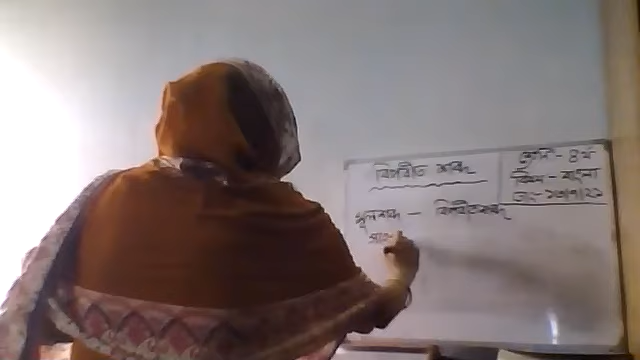 বিপরীত শব্দ
শ্রেণি - ৪র্থ
বিষয় - বাংলা
মূলশব্দ - বিপরীতশব্দ